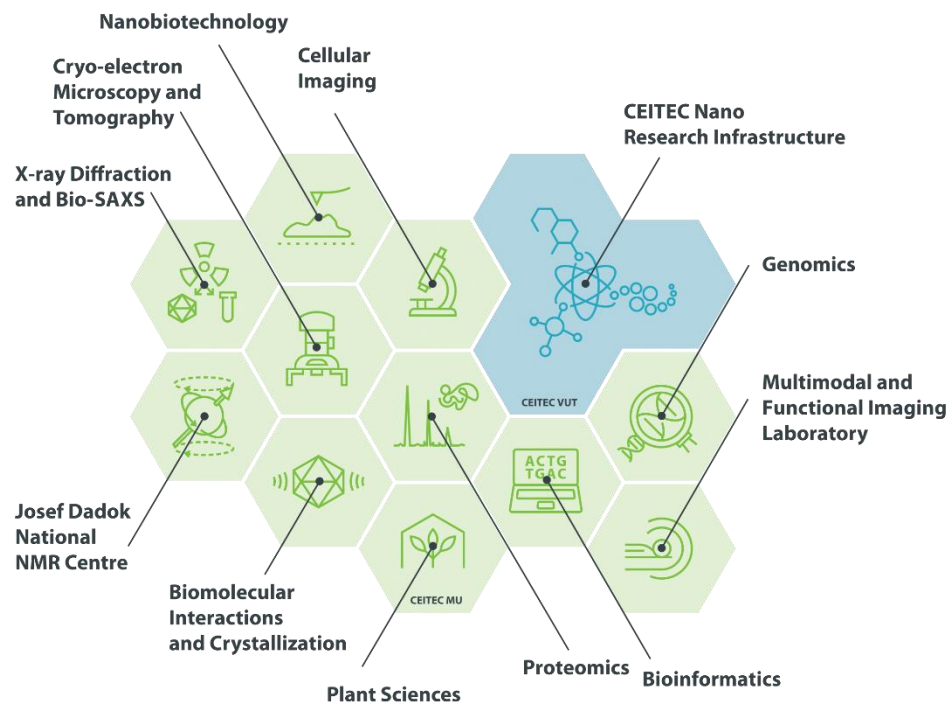 Nanobiotechnology
Cryo-electron
Microscopy and
Tomography
Cellular
Imaging
CEITEC Nano
Research Infrastructure
X-ray Diffraction
and Bio-SAXS
Genomics
Multimodal and
Functional Imaging
Laboratory
CEITEC VUT
ACTG
TGAC
Josef Dadok
National
NMR Centre
CEITEC MU
Biomolecular
Interactions
and Crystallization
Plant Sciences
Proteomics
Bioinformatics